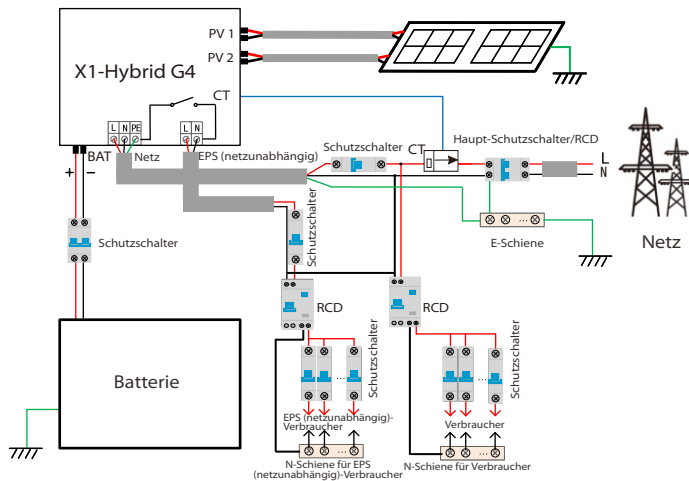 PV 1
PV 2
X1-Hybrid G4
CT
L N PE
L N
BAT
Netz
EPS (netzunabhängig)
+
−
Schutzschalter
CT
Haupt-Schutzschalter/RCD
L
N
Schutzschalter
Schutzschalter
E-Schiene
Netz
RCD
RCD
Batterie
Schutzschalter
Schutzschalter
...
...
EPS (netzunabhängig)-
Verbraucher
Verbraucher
...
...
N-Schiene für EPS
(netzunabhängig)-Verbraucher
N-Schiene für Verbraucher